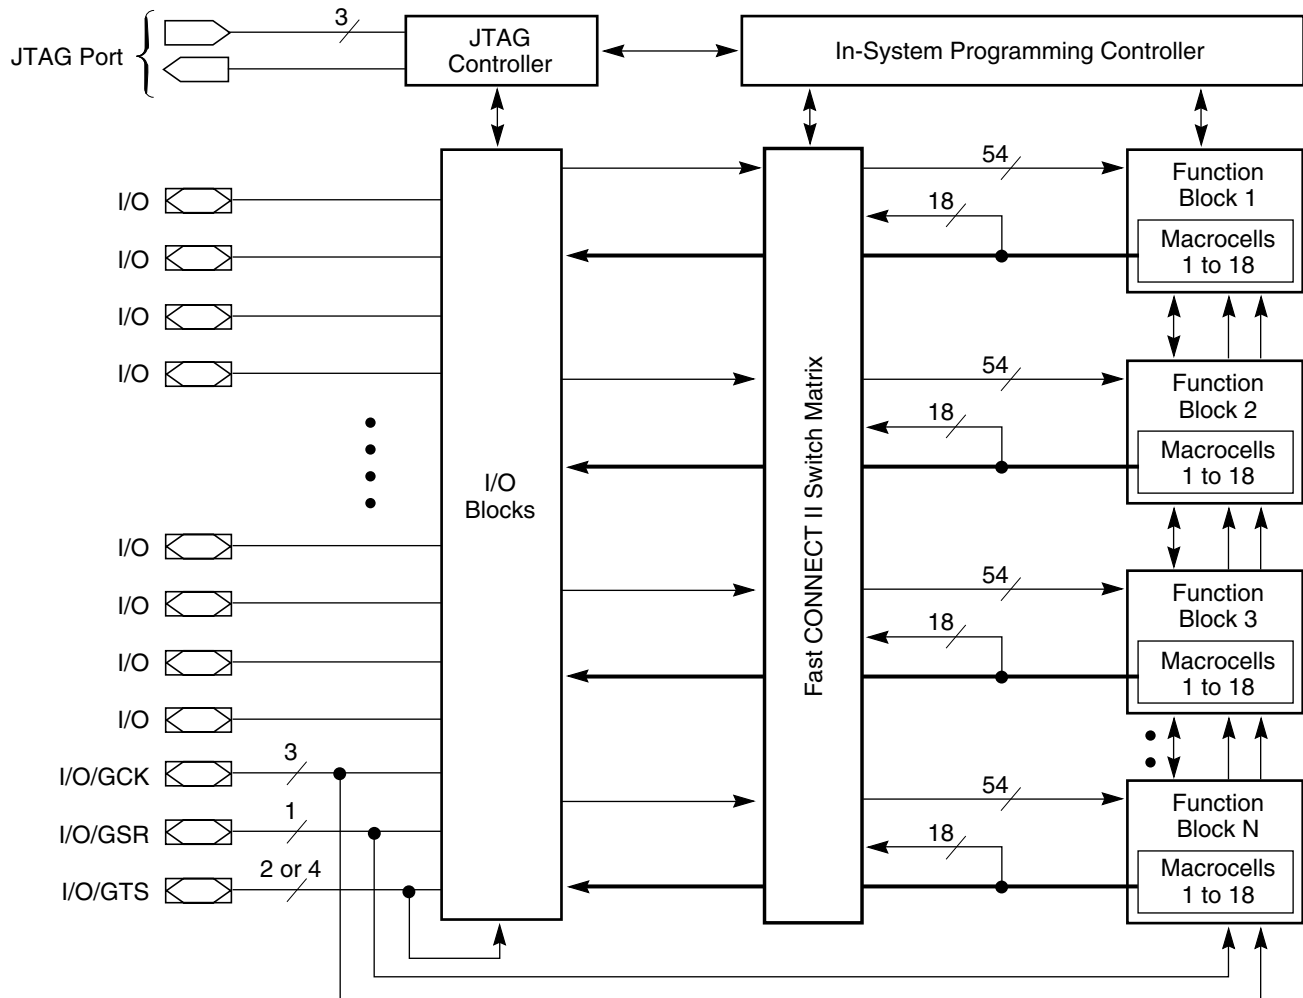 JTAG Port
3
JTAG
Controller
In-System Programming Controller
I/O
I/O
I/O
I/O
I/O
I/O
I/O
I/O
I/O/GCK
3
I/O/GSR
1
I/O/GTS
2 or 4
I/O
Blocks
Fast CONNECT II Switch Matrix
54
18
Function
Block 1
Macrocells
1 to 18
54
18
Function
Block 2
Macrocells
1 to 18
54
18
Function
Block 3
Macrocells
1 to 18
54
18
Function
Block N
Macrocells
1 to 18